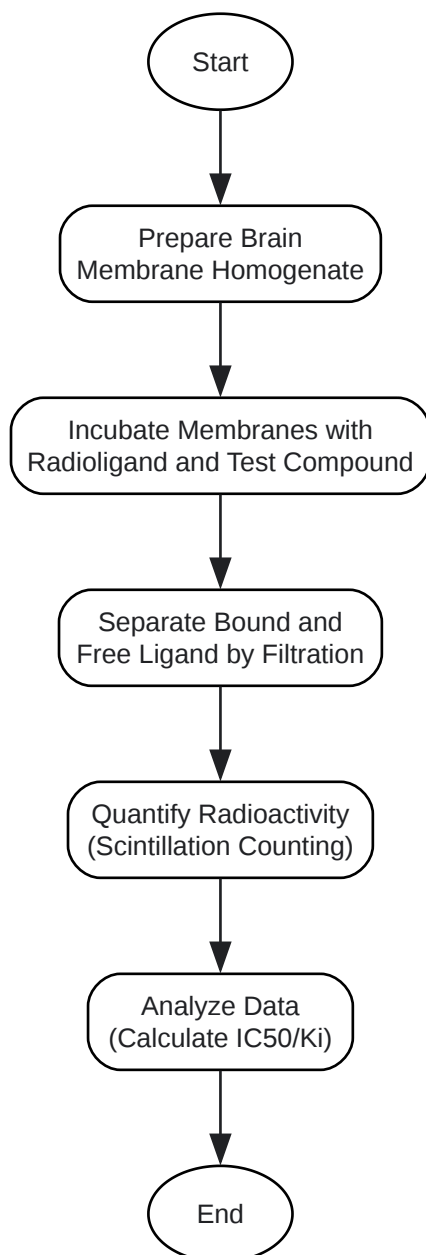 Start
Prepare Brain
Membrane Homogenate
Incubate Membranes with
Radioligand and Test Compound
Separate Bound and
Free Ligand by Filtration
Quantify Radioactivity
(Scintillation Counting)
Analyze Data
(Calculate IC50/Ki)
End